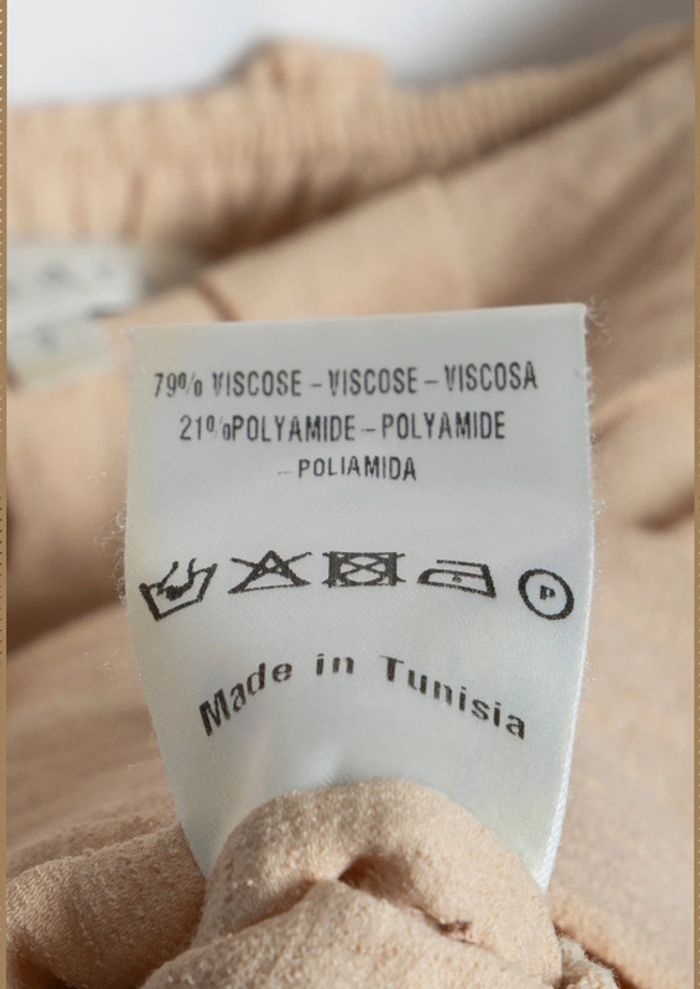 79% VISCOSE – VISCOSE – VISCOSA
21%POLYAMIDE – POLYAMIDE
– POLIAMIDA
P
Made in Tunisia